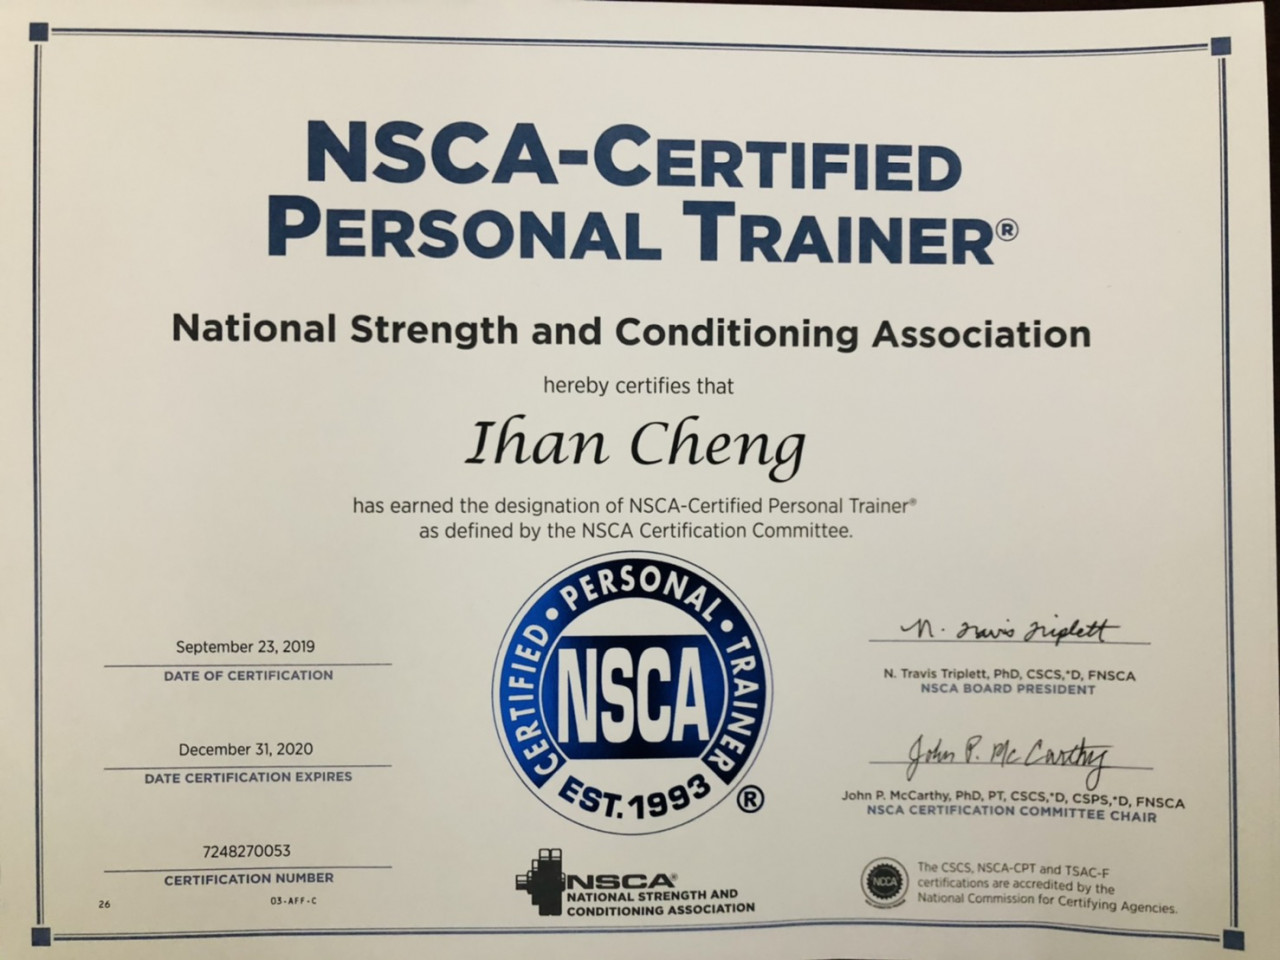 NSCA-CERTIFIED
PERSONAL TRAINER®
National Strength and Conditioning Association
hereby certifies that
Ihan Cheng
has earned the designation of NSCA-Certified Personal Trainer®
as defined by the NSCA Certification Committee.
September 23, 2019
DATE OF CERTIFICATION
December 31, 2020
DATE CERTIFICATION EXPIRES
7248270053
CERTIFICATION NUMBER
26
03-AFF-C
CERTIFIED • PERSONAL • TRAINER
NSCA
EST. 1993
®
NSCA®
NATIONAL STRENGTH AND
CONDITIONING ASSOCIATION
N. Travis Triplett
N. Travis Triplett, PhD, CSCS,*D, FNSCA
NSCA BOARD PRESIDENT
John P. McCarthy
John P. McCarthy, PhD, PT, CSCS,*D, CSPS,*D, FNSCA
NSCA CERTIFICATION COMMITTEE CHAIR
NCCA
The CSCS, NSCA-CPT and TSAC-F
certifications are accredited by the
National Commission for Certifying Agencies.